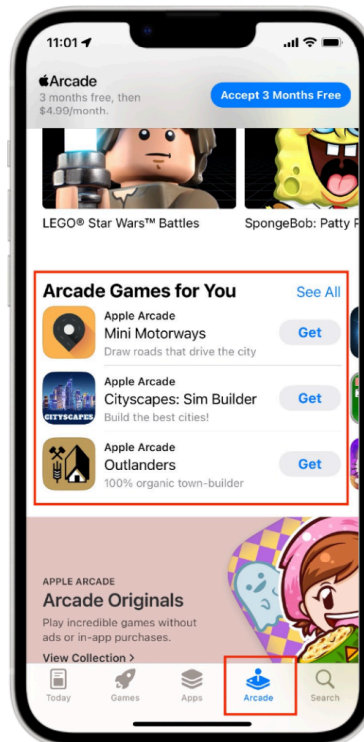 11:01
Arcade
3 months free, then
$4.99/month.
Accept 3 Months Free
LEGO® Star Wars™ Battles
SpongeBob: Patty
Arcade Games for You
See All
Apple Arcade
Mini Motorways
Draw roads that drive the city
Get
CITYSCAPES
Apple Arcade
Cityscapes: Sim Builder
Build the best cities!
Get
Apple Arcade
Outlanders
100% organic town-builder
Get
APPLE ARCADE
Arcade Originals
Play incredible games without
ads or in-app purchases.
View Collection >
Today
Games
Apps
Arcade
Search